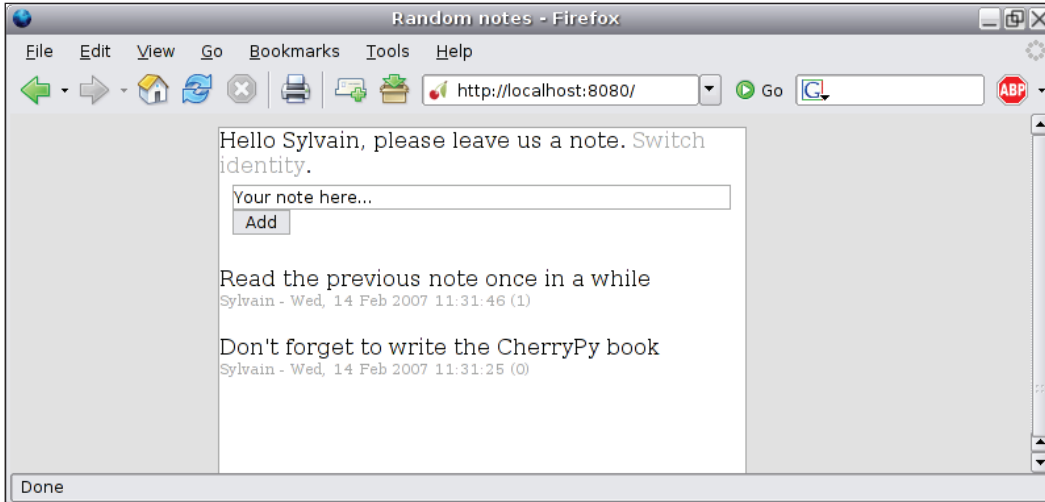 Random notes - Firefox
File Edit View Go Bookmarks Tools Help
http://localhost:8080/ Go G ABP
Hello Sylvain, please leave us a note. Switch
identity.
Your note here...
Add
Read the previous note once in a while
Sylvain - Wed, 14 Feb 2007 11:31:46 (1)
Don't forget to write the CherryPy book
Sylvain - Wed, 14 Feb 2007 11:31:25 (0)
Done